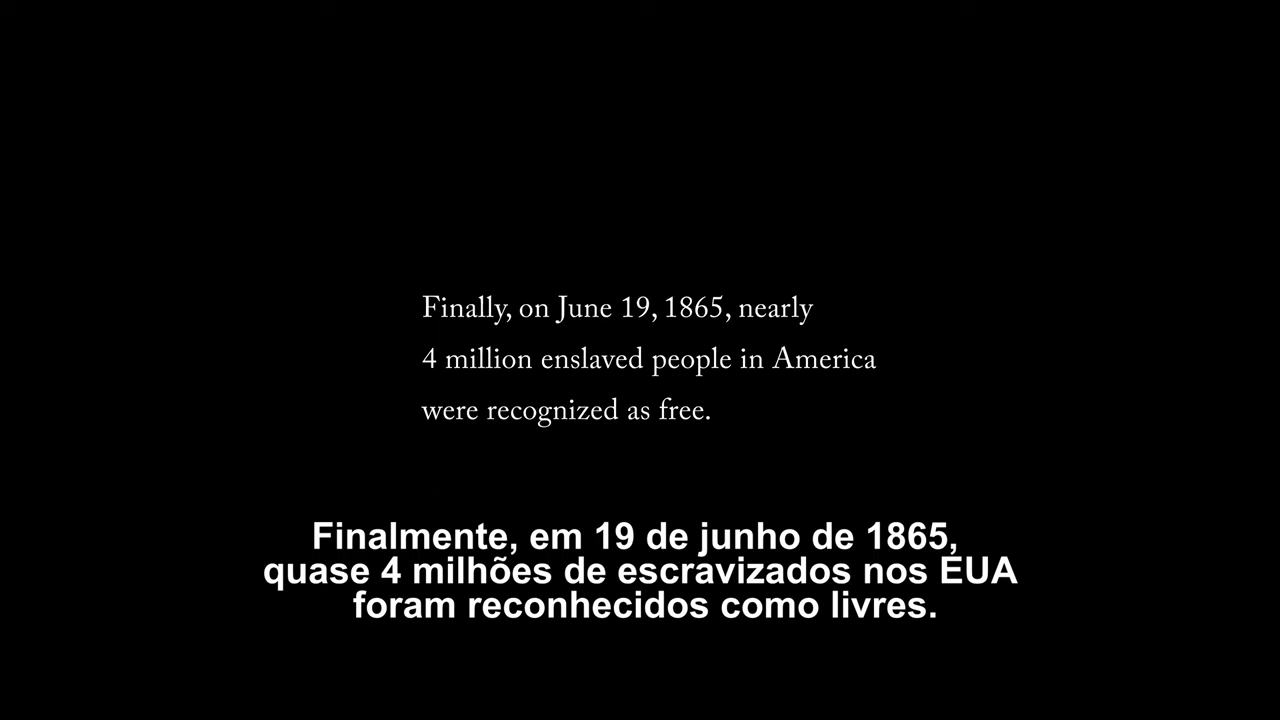 Finally, on June 19, 1865, nearly
4 million enslaved people in America
were recognized as free.
Finalmente, em 19 de junho de 1865,
quase 4 milhões de escravizados nos EUA
foram reconhecidos como livres.